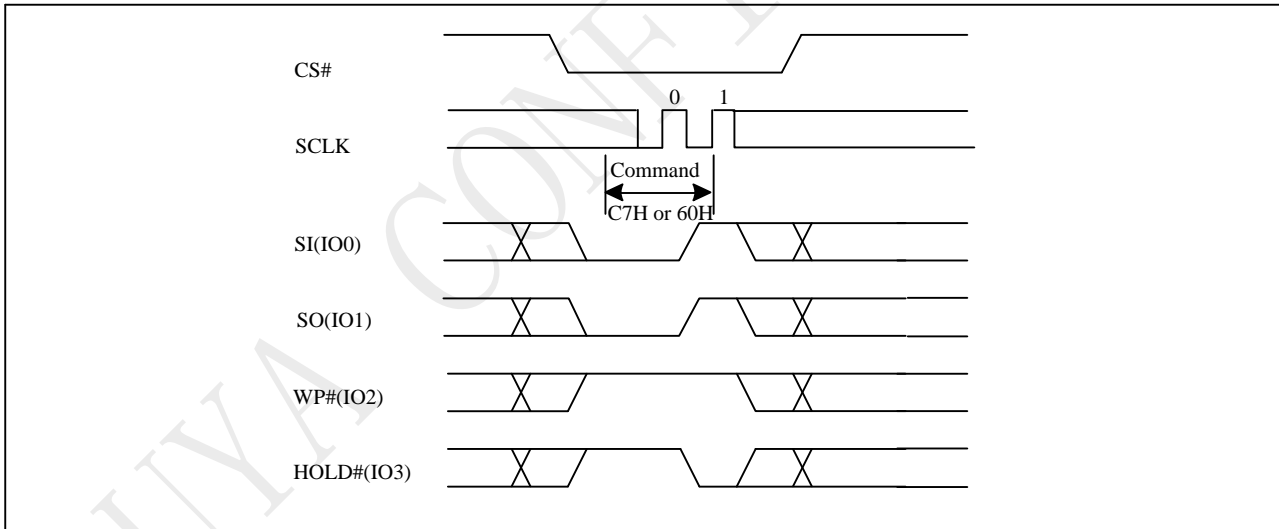 CS#
0 1
SCLK
Command
C7H or 60H
SI(IO0)
SO(IO1)
WP#(IO2)
HOLD#(IO3)